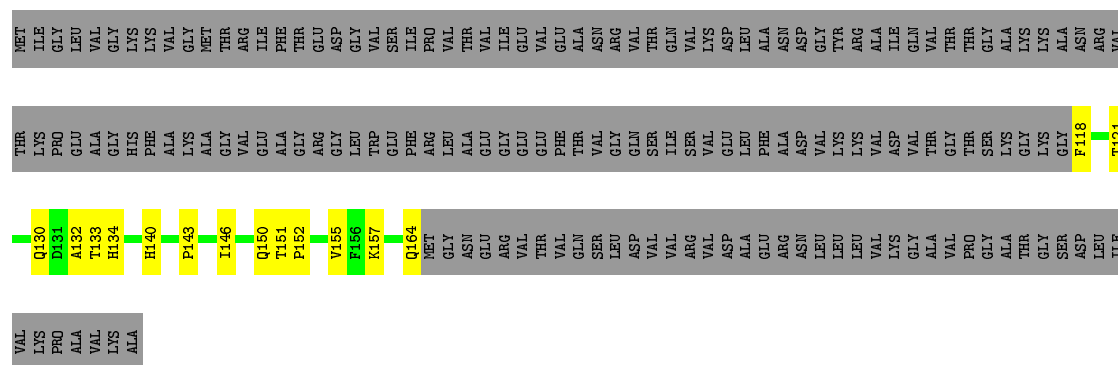 MET ILE GLY LEU VAL GLY LYS LYS VAL GLY MET THR ARG ILE PHE THR GLU ASP GLY VAL SER ILE PRO VAL THR VAL ILE GLU VAL GLU ALA ASN ARG VAL THR GLN VAL LYS ASP LEU ALA ASN ASP GLY TYR ARG ALA ILE GLN VAL THR THR GLY ALA LYS LYS ALA ASN ARG VAL
THR LYS PRO GLU ALA GLY HIS PHE ALA LYS ALA GLY VAL GLU ALA GLY ARG GLY LEU TRP GLU PHE ARG LEU ALA GLU GLY GLU GLU PHE THR VAL GLY GLN SER ILE SER VAL GLU LEU PHE ALA ASP VAL LYS LYS VAL ASP VAL THR GLY THR SER LYS GLY LYS GLY F118 T121
Q130 D131 A132 T133 H134 H140 P143 I146 Q150 T151 P152 V155 F156 K157 Q164 MET GLY ASN GLU ARG VAL THR VAL GLN SER LEU ASP VAL VAL ARG VAL ASP ALA GLU ARG ASN LEU LEU LEU VAL LYS GLY ALA VAL PRO GLY ALA THR GLY SER ASP LEU ILE
VAL LYS PRO ALA VAL LYS ALA